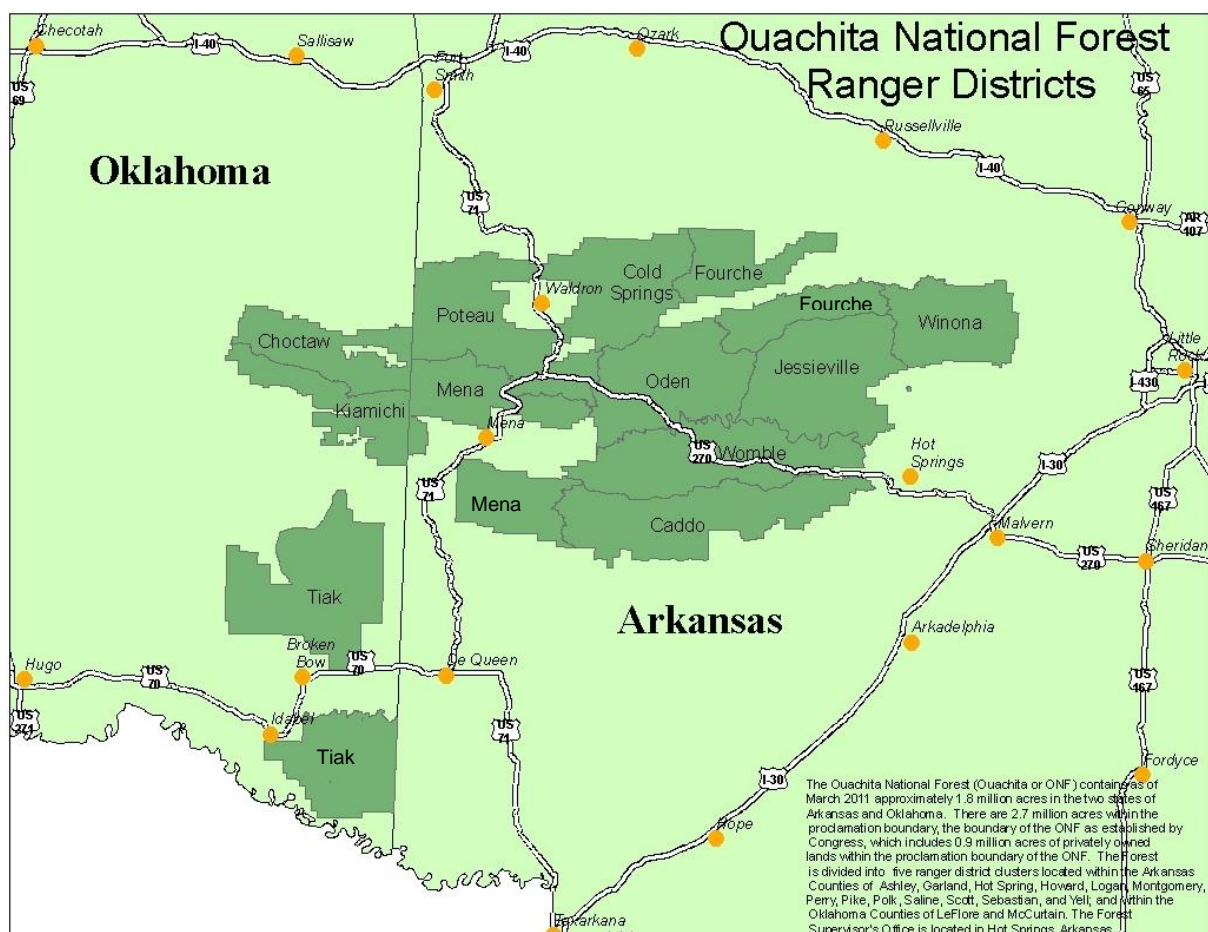 Ouachita National Forest
Ranger Districts
Checotah
I-40
Sallisaw
Fort
Smith
I-40
Ozark
US
69
US
65
Russellville
I-40
Oklahoma
US
71
Conway
AR
407
Cold
Springs
Fourche
Waldron
Poteau
Fourche
Winona
Choctaw
Little
Rock
Jessieville
Mena
Oden
I-430
Kiamichi
Mena
Womble
US
270
Hot
Springs
I-30
US
71
Mena
Caddo
US
467
Malvern
US
270
Sheridan
Tiak
Arkansas
Arkadelphia
Broken
Bow
US
70
De Queen
Hugo
US
70
US
467
US
271
Idabel
US
71
Tiak
I-30
Fordyce
Hope
Texarkana
The Ouachita National Forest (Ouachita or ONF) contains as of
March 2011 approximately 1.8 million acres in the two states of
Arkansas and Oklahoma. There are 2.7 million acres within the
proclamation boundary, the boundary of the ONF as established by
Congress, which includes 0.9 million acres of privately owned
lands within the proclamation boundary of the ONF. The Forest
is divided into five ranger district clusters located within the Arkansas
Counties of Ashley, Garland, Hot Spring, Howard, Logan, Montgomery,
Perry, Pike, Polk, Saline, Scott, Sebastian, and Yell; and within the
Oklahoma Counties of LeFlore and McCurtain. The Forest
Supervisor's Office is located in Hot Springs, Arkansas.